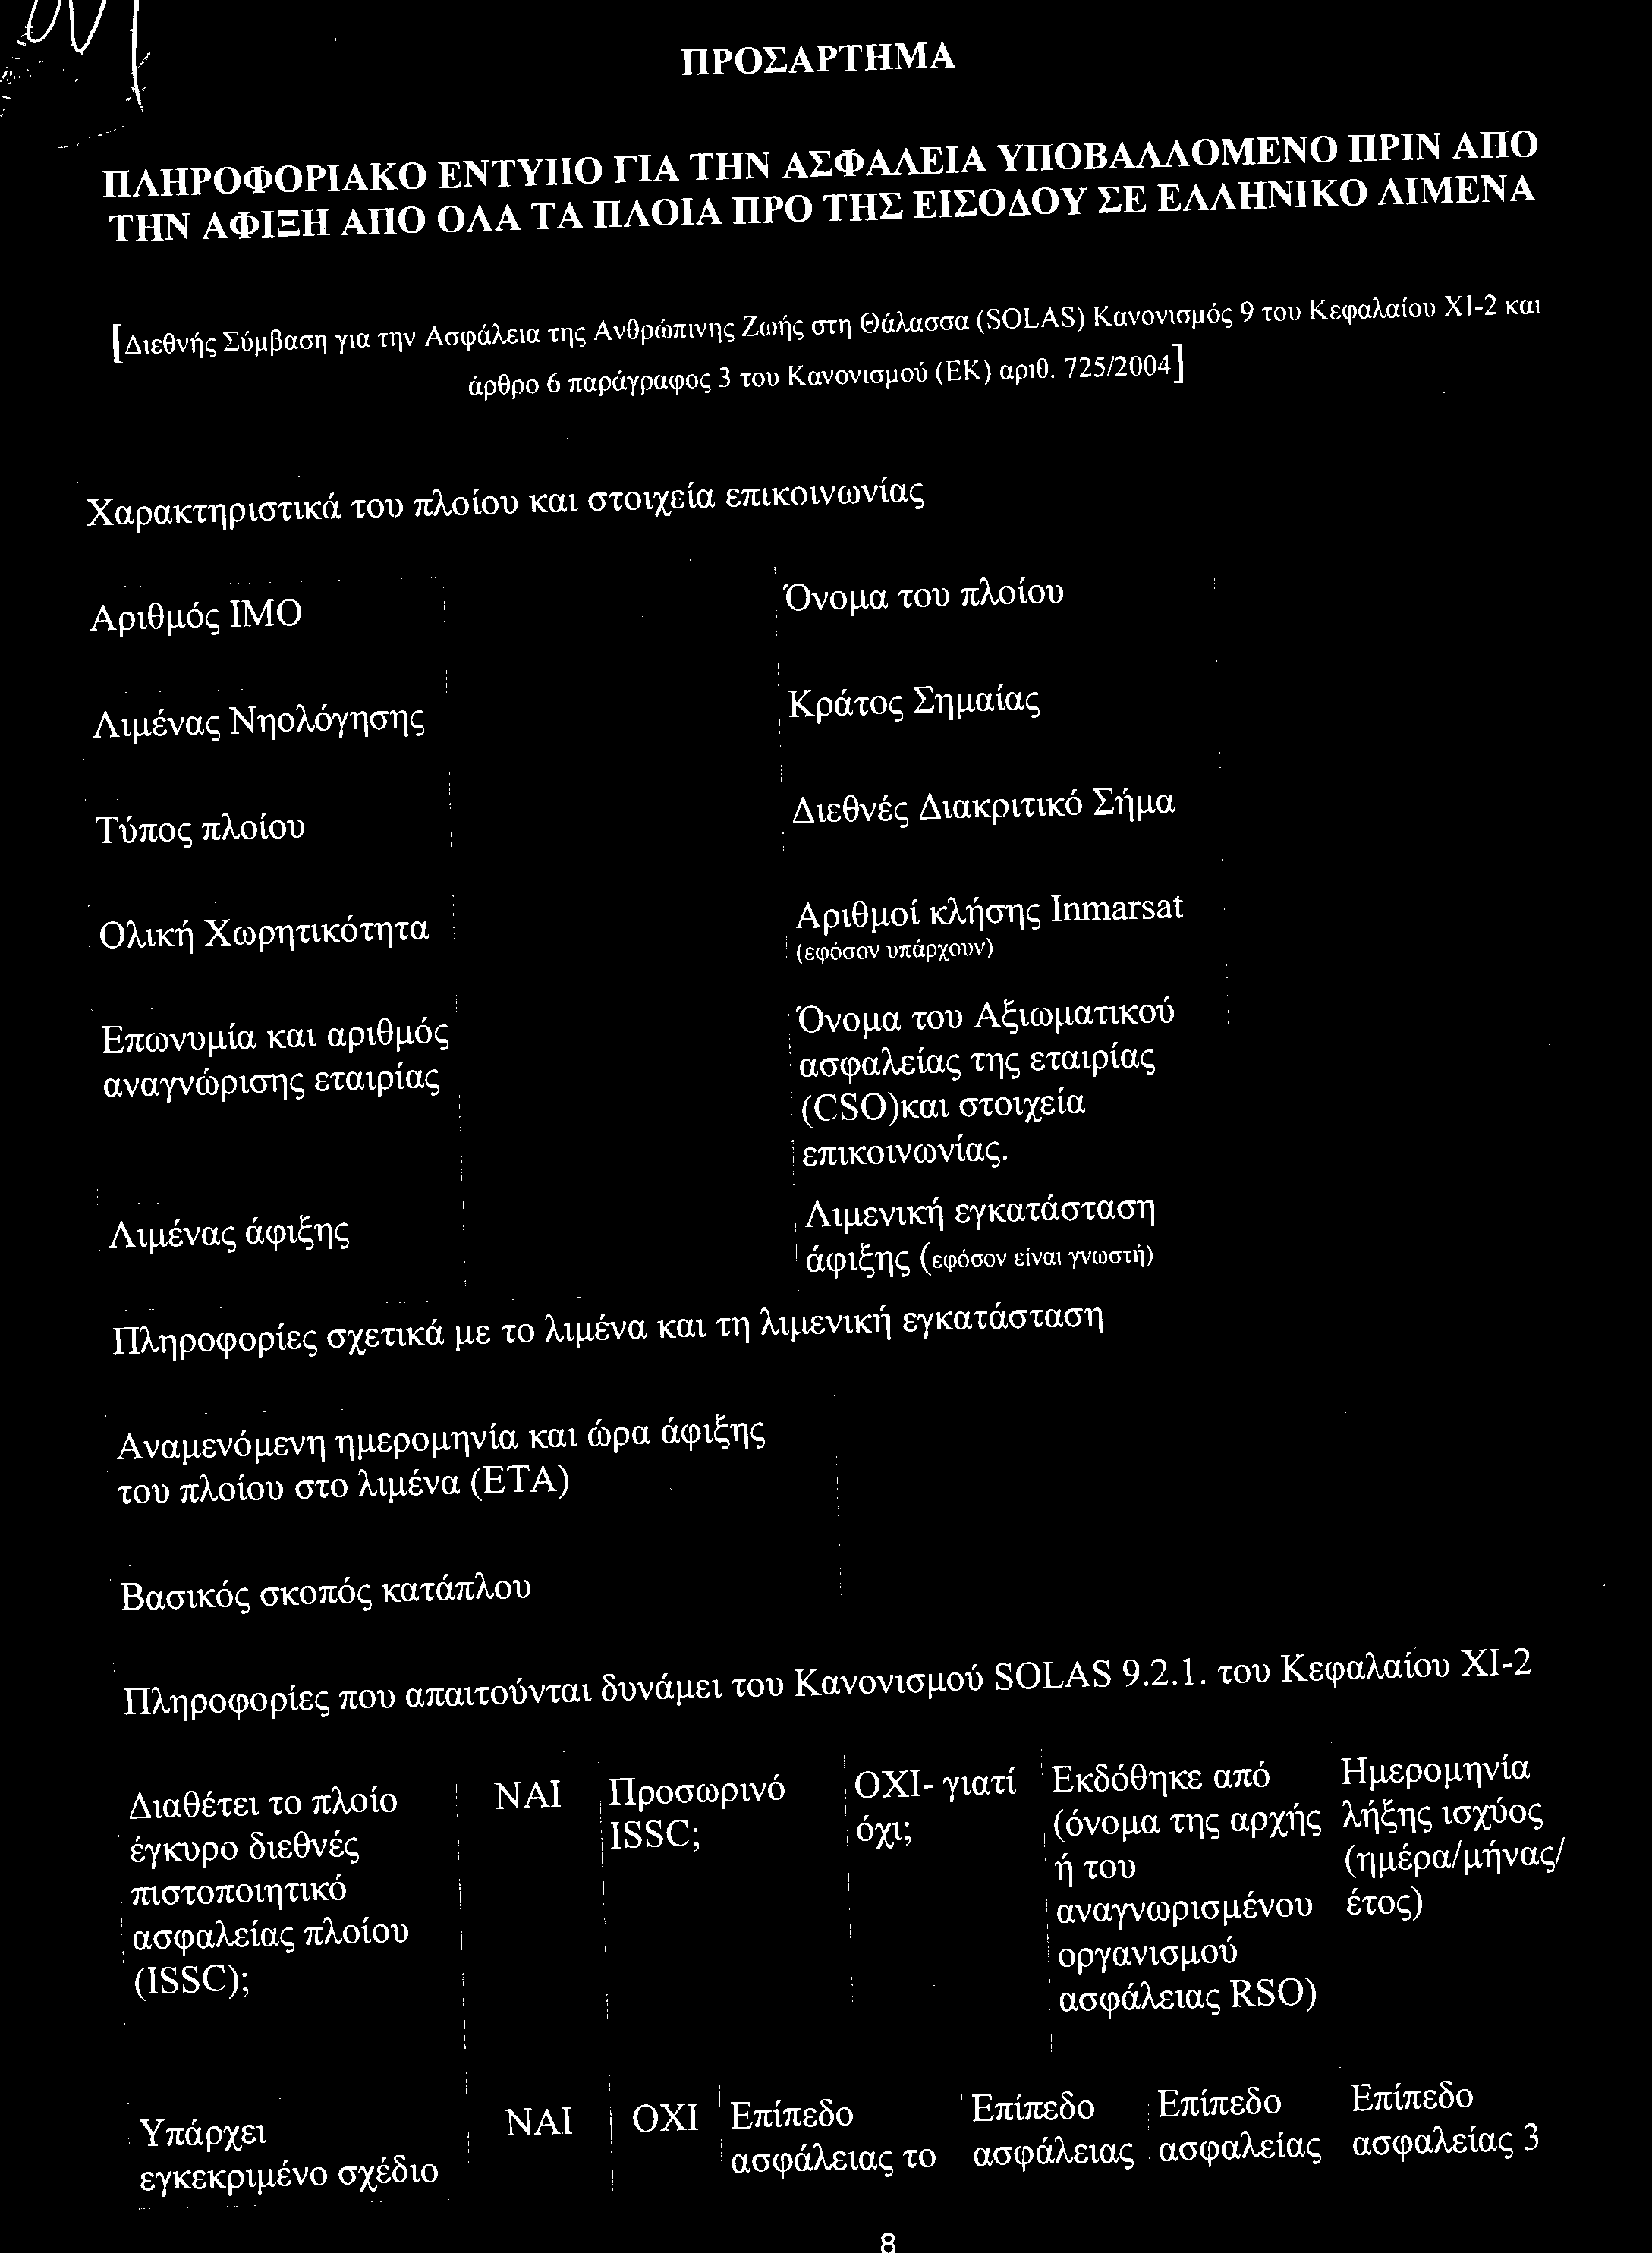 ΠΡΟΣΑΡΤΗΜΑ
ΠΛΗΡΟΦΟΡΙΑΚΟ ΕΝΤΥΠΟ ΓΙΑ ΤΗΝ ΑΣΦΑΛΕΙΑ ΥΠΟΒΑΛΛΟΜΕΝΟ ΠΡΙΝ ΑΠΟ
ΤΗΝ ΑΦΙΞΗ ΑΠΟ ΟΛΑ ΤΑ ΠΛΟΙΑ ΠΡΟ ΤΗΣ ΕΙΣΟΔΟΥ ΣΕ ΕΛΛΗΝΙΚΟ ΛΙΜΕΝΑ
[Διεθνής Σύμβαση για την Ασφάλεια της Ανθρώπινης Ζωής στη Θάλασσα (SOLAS) Κανονισμός 9 του Κεφαλαίου XI-2 και
άρθρο 6 παράγραφος 3 του Κανονισμού (ΕΚ) αριθ. 725/2004]
Χαρακτηριστικά του πλοίου και στοιχεία επικοινωνίας
Αριθμός ΙΜΟ
Όνομα του πλοίου
Λιμένας Νηολόγησης
Κράτος Σημαίας
Τύπος πλοίου
Διεθνές Διακριτικό Σήμα
Ολική Χωρητικότητα
Αριθμοί κλήσης Inmarsat
(εφόσον υπάρχουν)
Επωνυμία και αριθμός
αναγνώρισης εταιρίας
Όνομα του Αξιωματικού
ασφαλείας της εταιρίας
(CSO)και στοιχεία
επικοινωνίας.
Λιμένας άφιξης
Λιμενική εγκατάσταση
άφιξης (εφόσον είναι γνωστή)
Πληροφορίες σχετικά με το λιμένα και τη λιμενική εγκατάσταση
Αναμενόμενη ημερομηνία και ώρα άφιξης
του πλοίου στο λιμένα (ΕΤΑ)
Βασικός σκοπός κατάπλου
Πληροφορίες που απαιτούνται δυνάμει του Κανονισμού SOLAS 9.2.1. του Κεφαλαίου XI-2
Διαθέτει το πλοίο
έγκυρο διεθνές
πιστοποιητικό
ασφαλείας πλοίου
(ISSC);
ΝΑΙ
Προσωρινό
ISSC;
ΟΧΙ- γιατί
όχι;
Εκδόθηκε από
(όνομα της αρχής
ή του
αναγνωρισμένου
οργανισμού
ασφάλειας RSO)
Ημερομηνία
λήξης ισχύος
(ημέρα/μήνας/
έτος)
Υπάρχει
εγκεκριμένο σχέδιο
ΝΑΙ
ΟΧΙ
Επίπεδο
ασφάλειας το
Επίπεδο
ασφάλειας
Επίπεδο
ασφαλείας
Επίπεδο
ασφαλείας 3
8